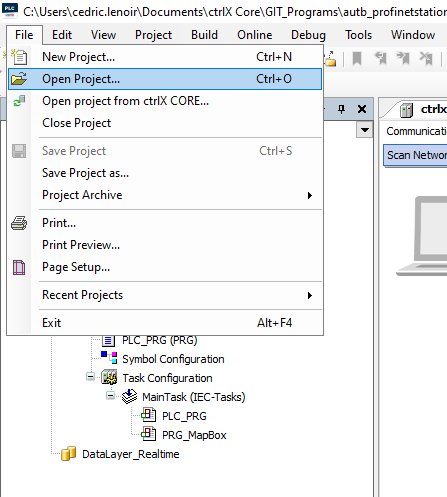 PLC C:\Users\cedric.lenoir\Documents\ctrlX Core\GIT_Programs\autb_profinetstation
File Edit View Project Build Online Debug Tools Window
New Project... Ctrl+N
Open Project... Ctrl+O
ctrlx
Open project from ctrlX CORE...
Close Project
Communicatio
Save Project Ctrl+S
Scan Networ
Save Project as...
Project Archive
Print...
Print Preview...
Page Setup...
Recent Projects
Exit Alt+F4
PLC_PRG (PRG)
Symbol Configuration
Task Configuration
MainTask (IEC-Tasks)
PLC_PRG
PRG_MapBox
DataLayer_Realtime